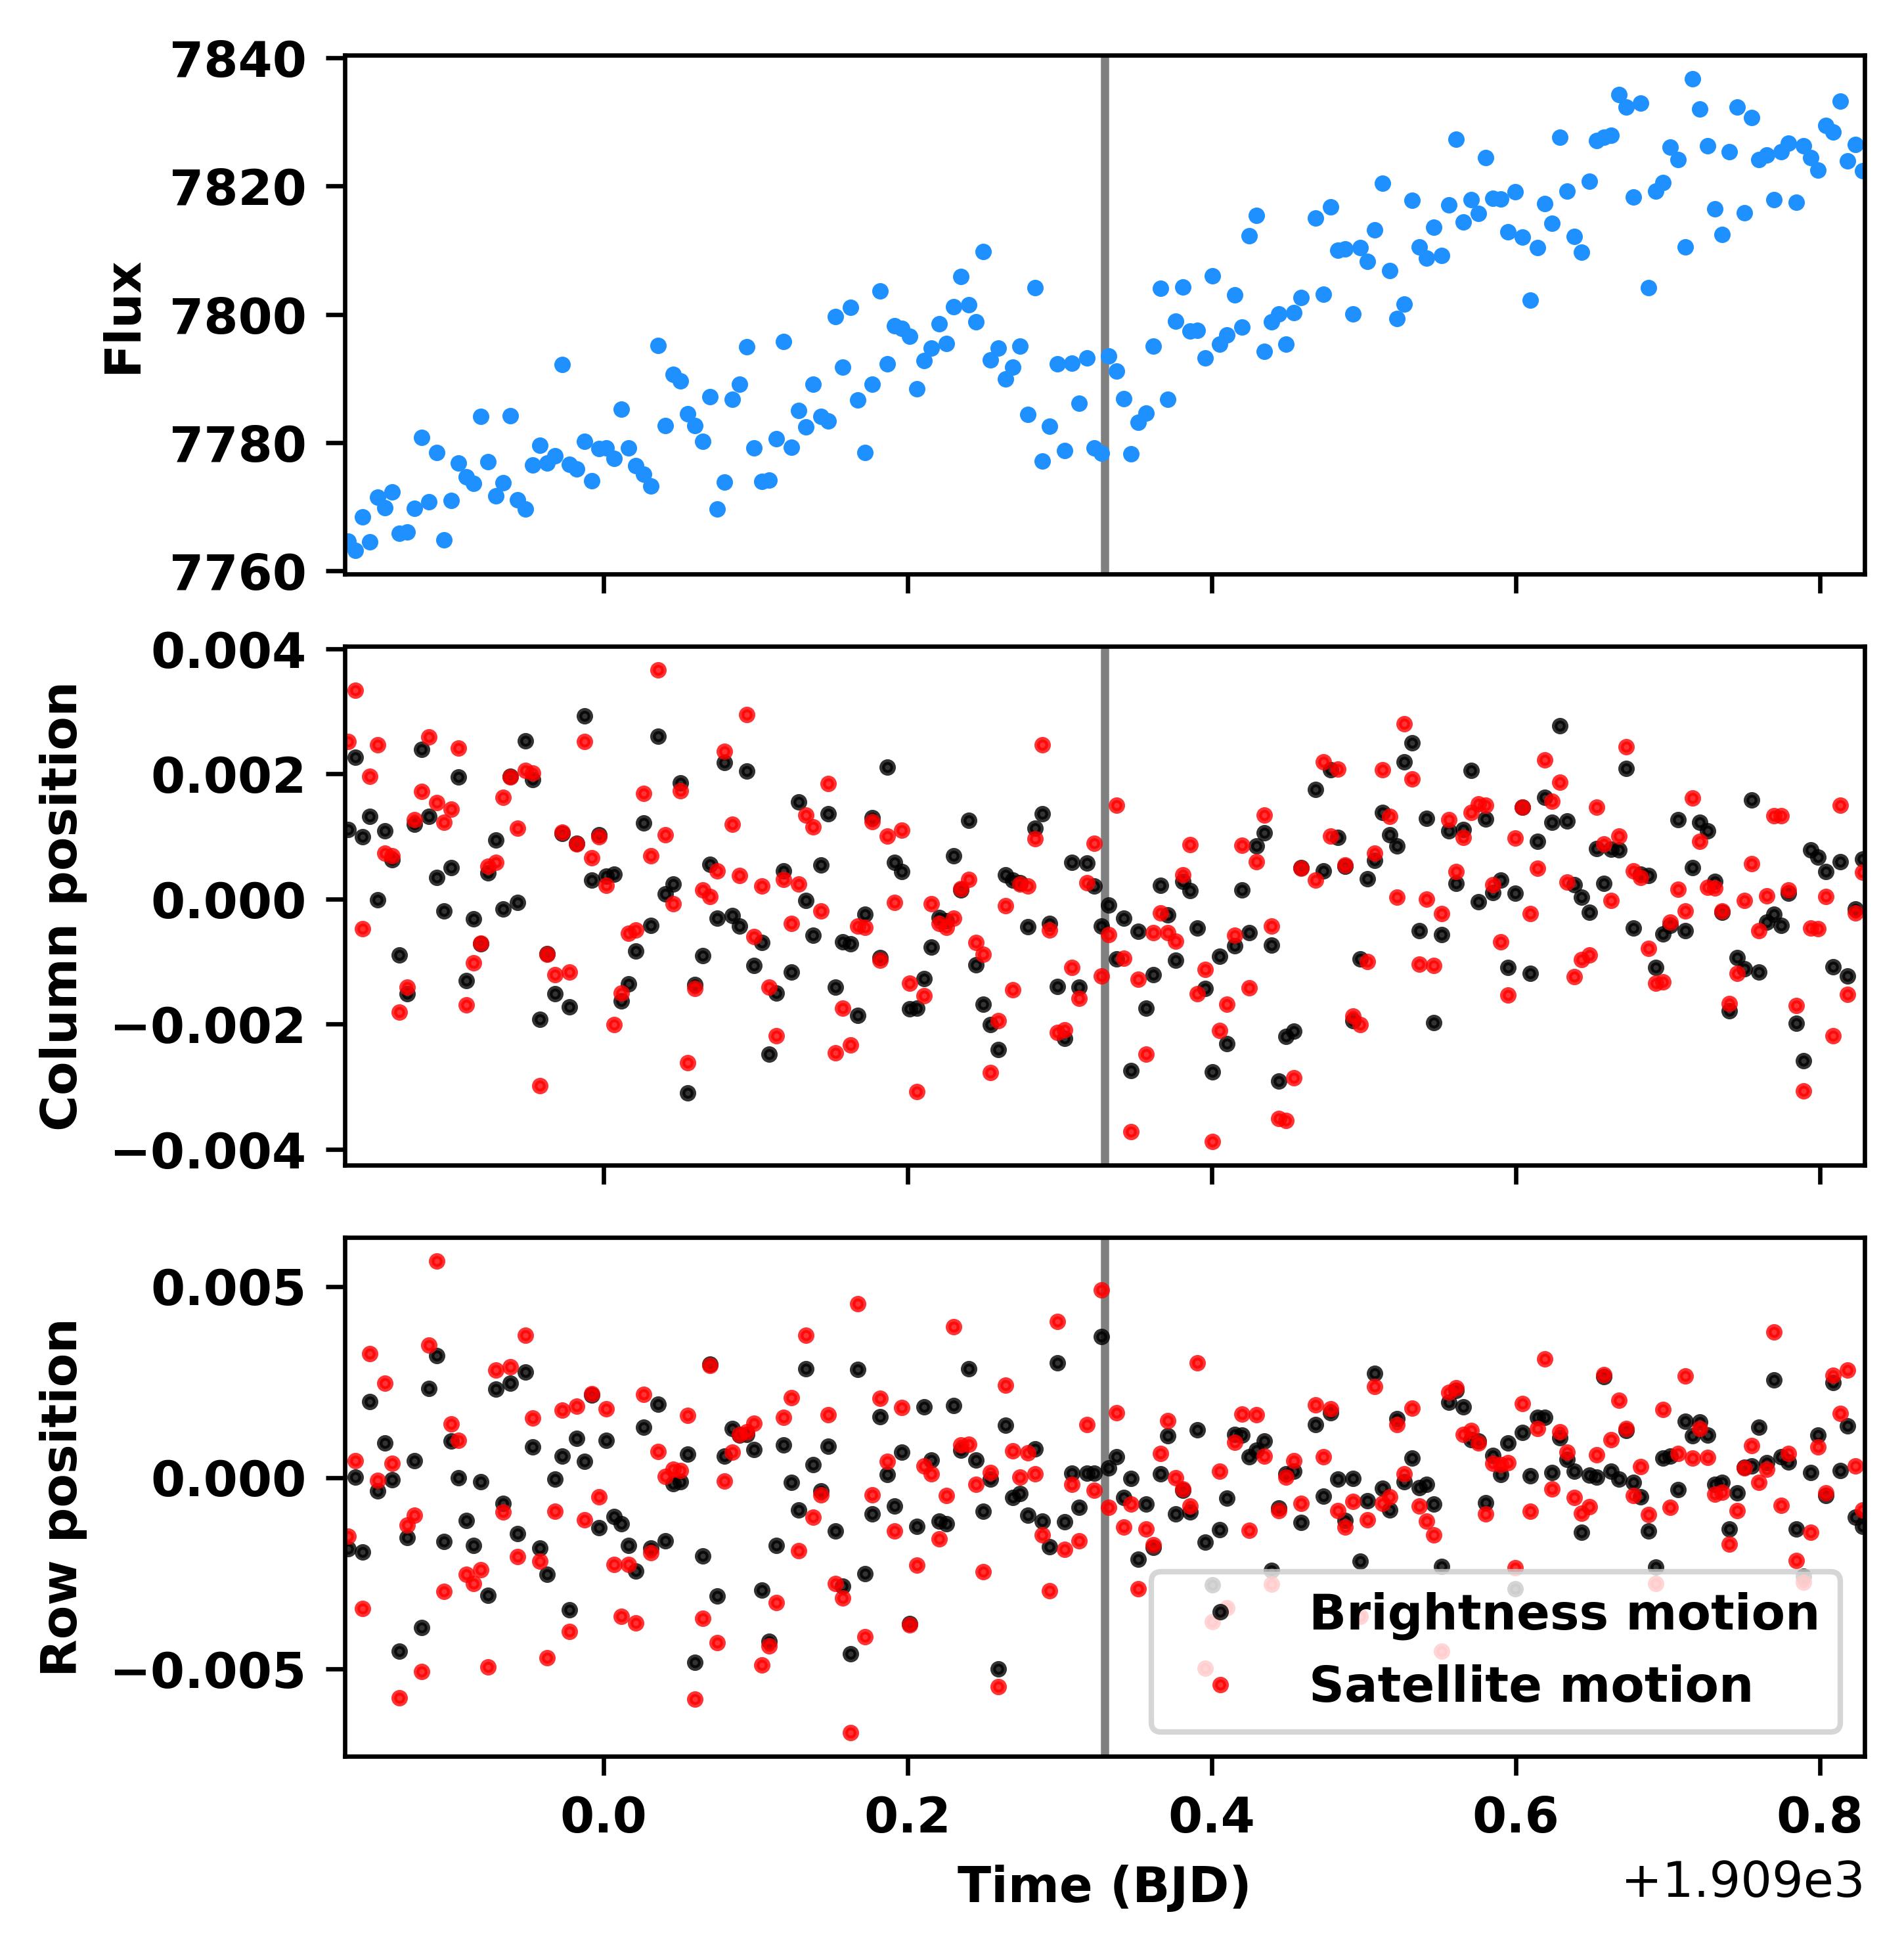 7840
7820
7800
7780
7760
Flux
0.004
0.002
0.000
−0.002
−0.004
Column position
0.005
0.000
−0.005
Row position
Brightness motion
Satellite motion
0.0 0.2 0.4 0.6 0.8
Time (BJD)
+1.909e3